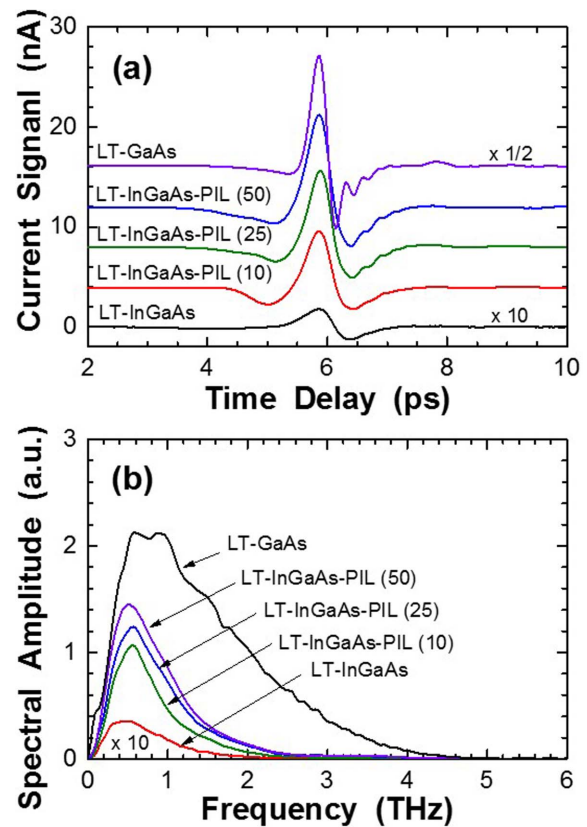 30
(a)
20
LT-GaAs
x 1/2
LT-InGaAs-PIL (50)
10
LT-InGaAs-PIL (25)
LT-InGaAs-PIL (10)
LT-InGaAs
x 10
0
2 4 6 8 10
Time Delay (ps)
Current Signanl (nA)
3
(b)
2
LT-GaAs
LT-InGaAs-PIL (50)
LT-InGaAs-PIL (25)
1
LT-InGaAs-PIL (10)
LT-InGaAs
x 10
0
0 1 2 3 4 5 6
Frequency (THz)
Spectral Amplitude (a.u.)